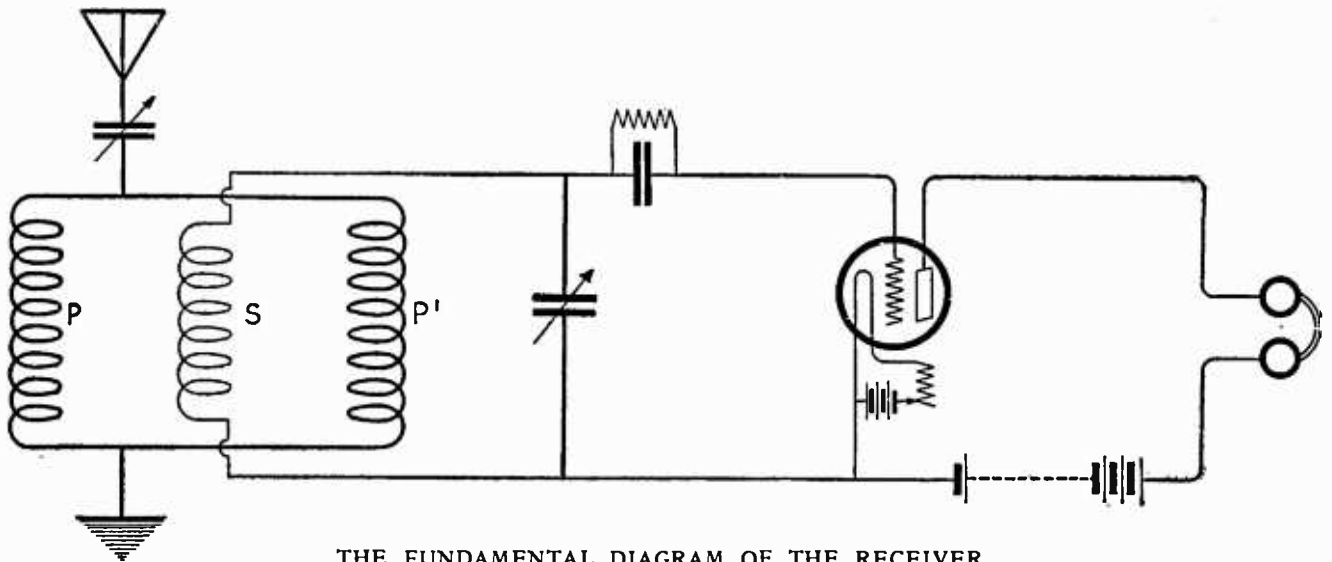 P
S
P'
THE FUNDAMENTAL DIAGRAM OF THE RECEIVER